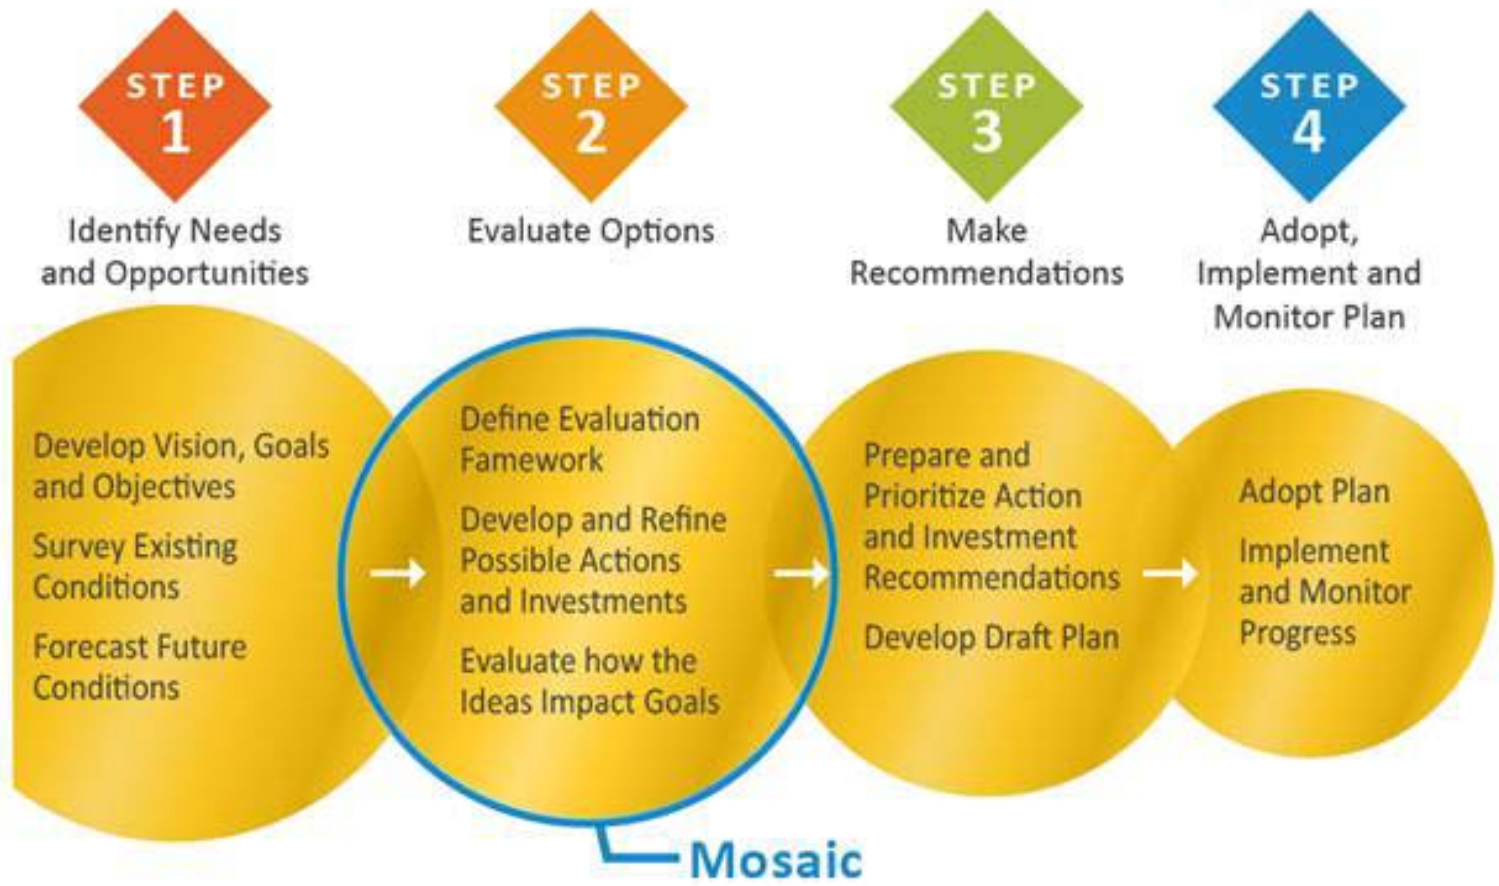 STEP
1
Identify Needs
and Opportunities
STEP
2
Evaluate Options
STEP
3
Make
Recommendations
STEP
4
Adopt,
Implement and
Monitor Plan
Develop Vision, Goals
and Objectives
Survey Existing
Conditions
Forecast Future
Conditions
Define Evaluation
Famework
Develop and Refine
Possible Actions
and Investments
Evaluate how the
Ideas Impact Goals
Prepare and
Prioritize Action
and Investment
Recommendations
Develop Draft Plan
Adopt Plan
Implement
and Monitor
Progress
Mosaic